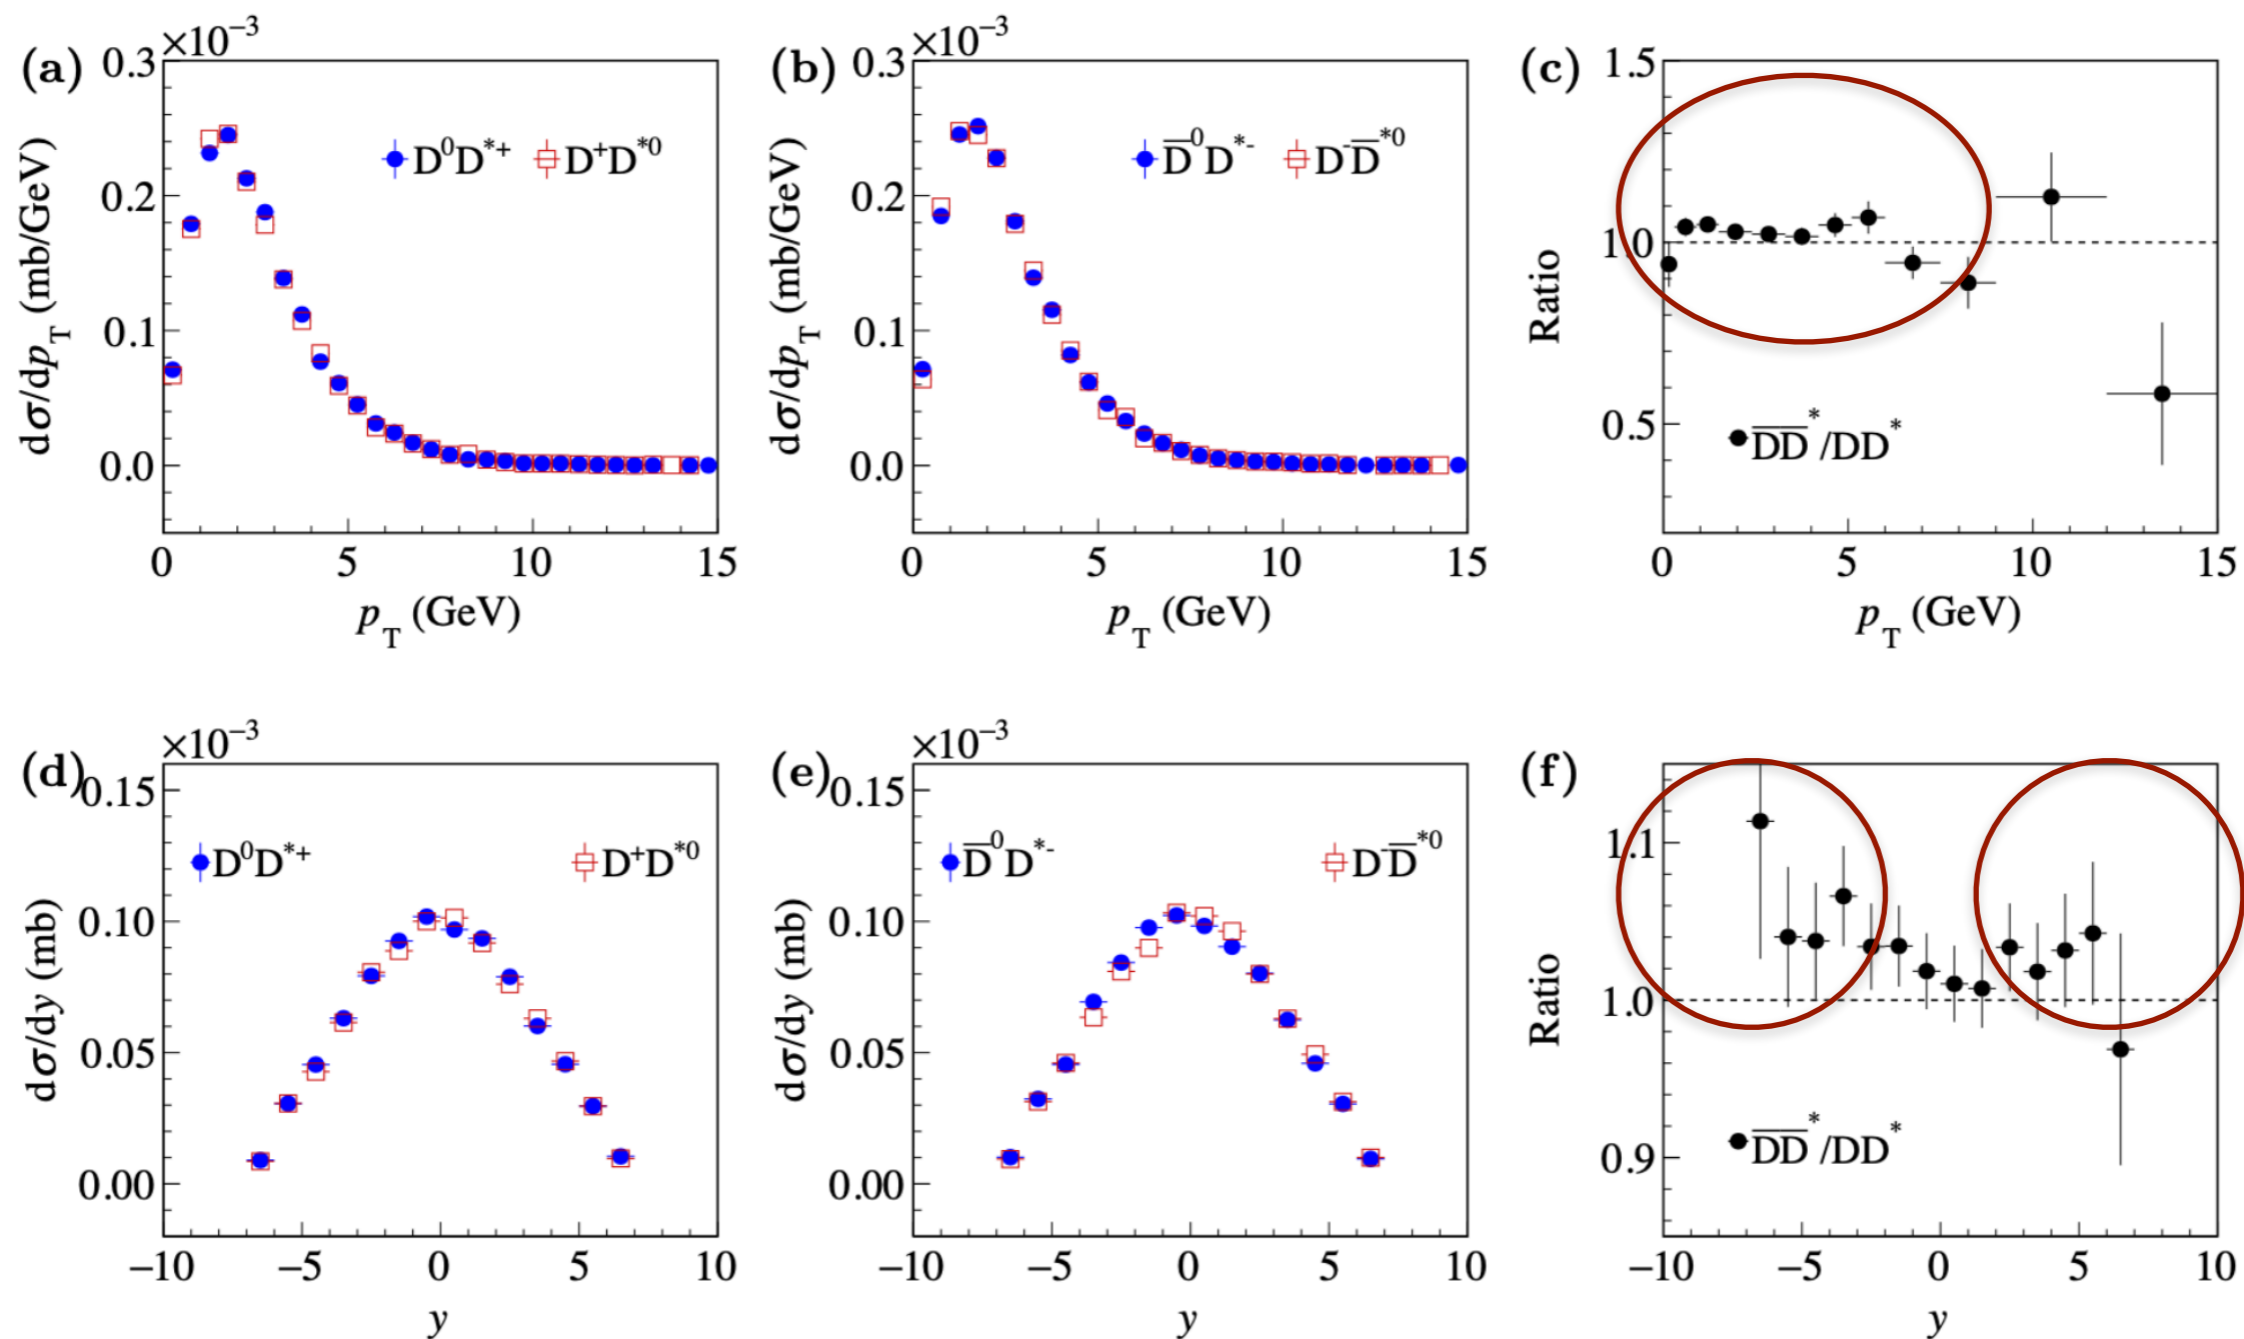 (a)
×10⁻³
0.3
0.2
0.1
0.0
dσ/dp_T (mb/GeV)
D⁰D*⁺ D⁺D*⁰
0 5 10 15
p_T (GeV)
(b)
×10⁻³
0.3
0.2
0.1
0.0
dσ/dp_T (mb/GeV)
D̅⁰D*⁻ D⁻D̅*⁰
0 5 10 15
p_T (GeV)
(c)
1.5
1.0
0.5
Ratio
D̅D̅*/DD*
0 5 10 15
p_T (GeV)
(d)
×10⁻³
0.15
0.10
0.05
0.00
dσ/dy (mb)
D⁰D*⁺ D⁺D*⁰
−10 −5 0 5 10
y
(e)
×10⁻³
0.15
0.10
0.05
0.00
dσ/dy (mb)
D̅⁰D*⁻ D⁻D̅*⁰
−10 −5 0 5 10
y
(f)
1.1
1.0
0.9
Ratio
D̅D̅*/DD*
−10 −5 0 5 10
y